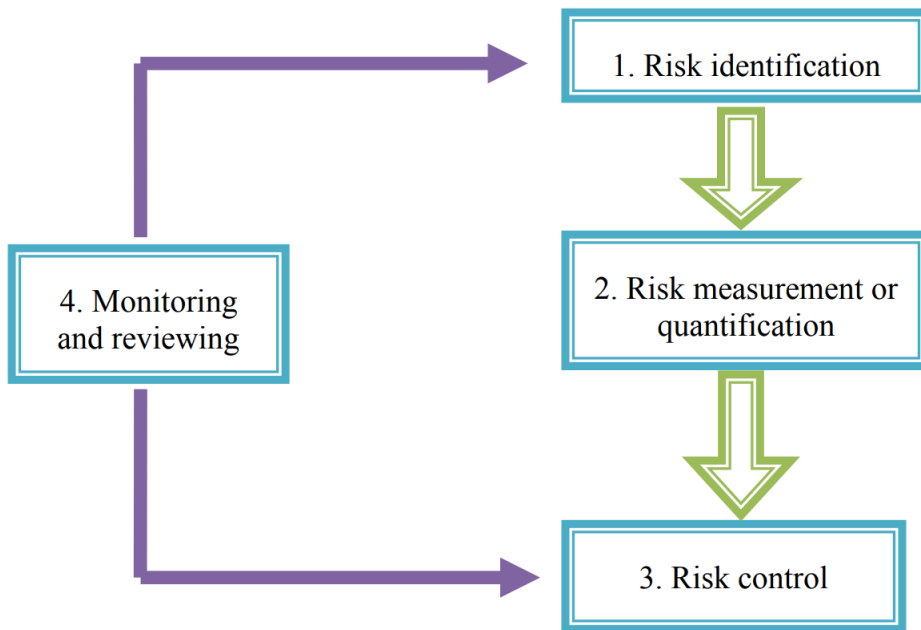 1. Risk identification
2. Risk measurement or
quantification
4. Monitoring
and reviewing
3. Risk control